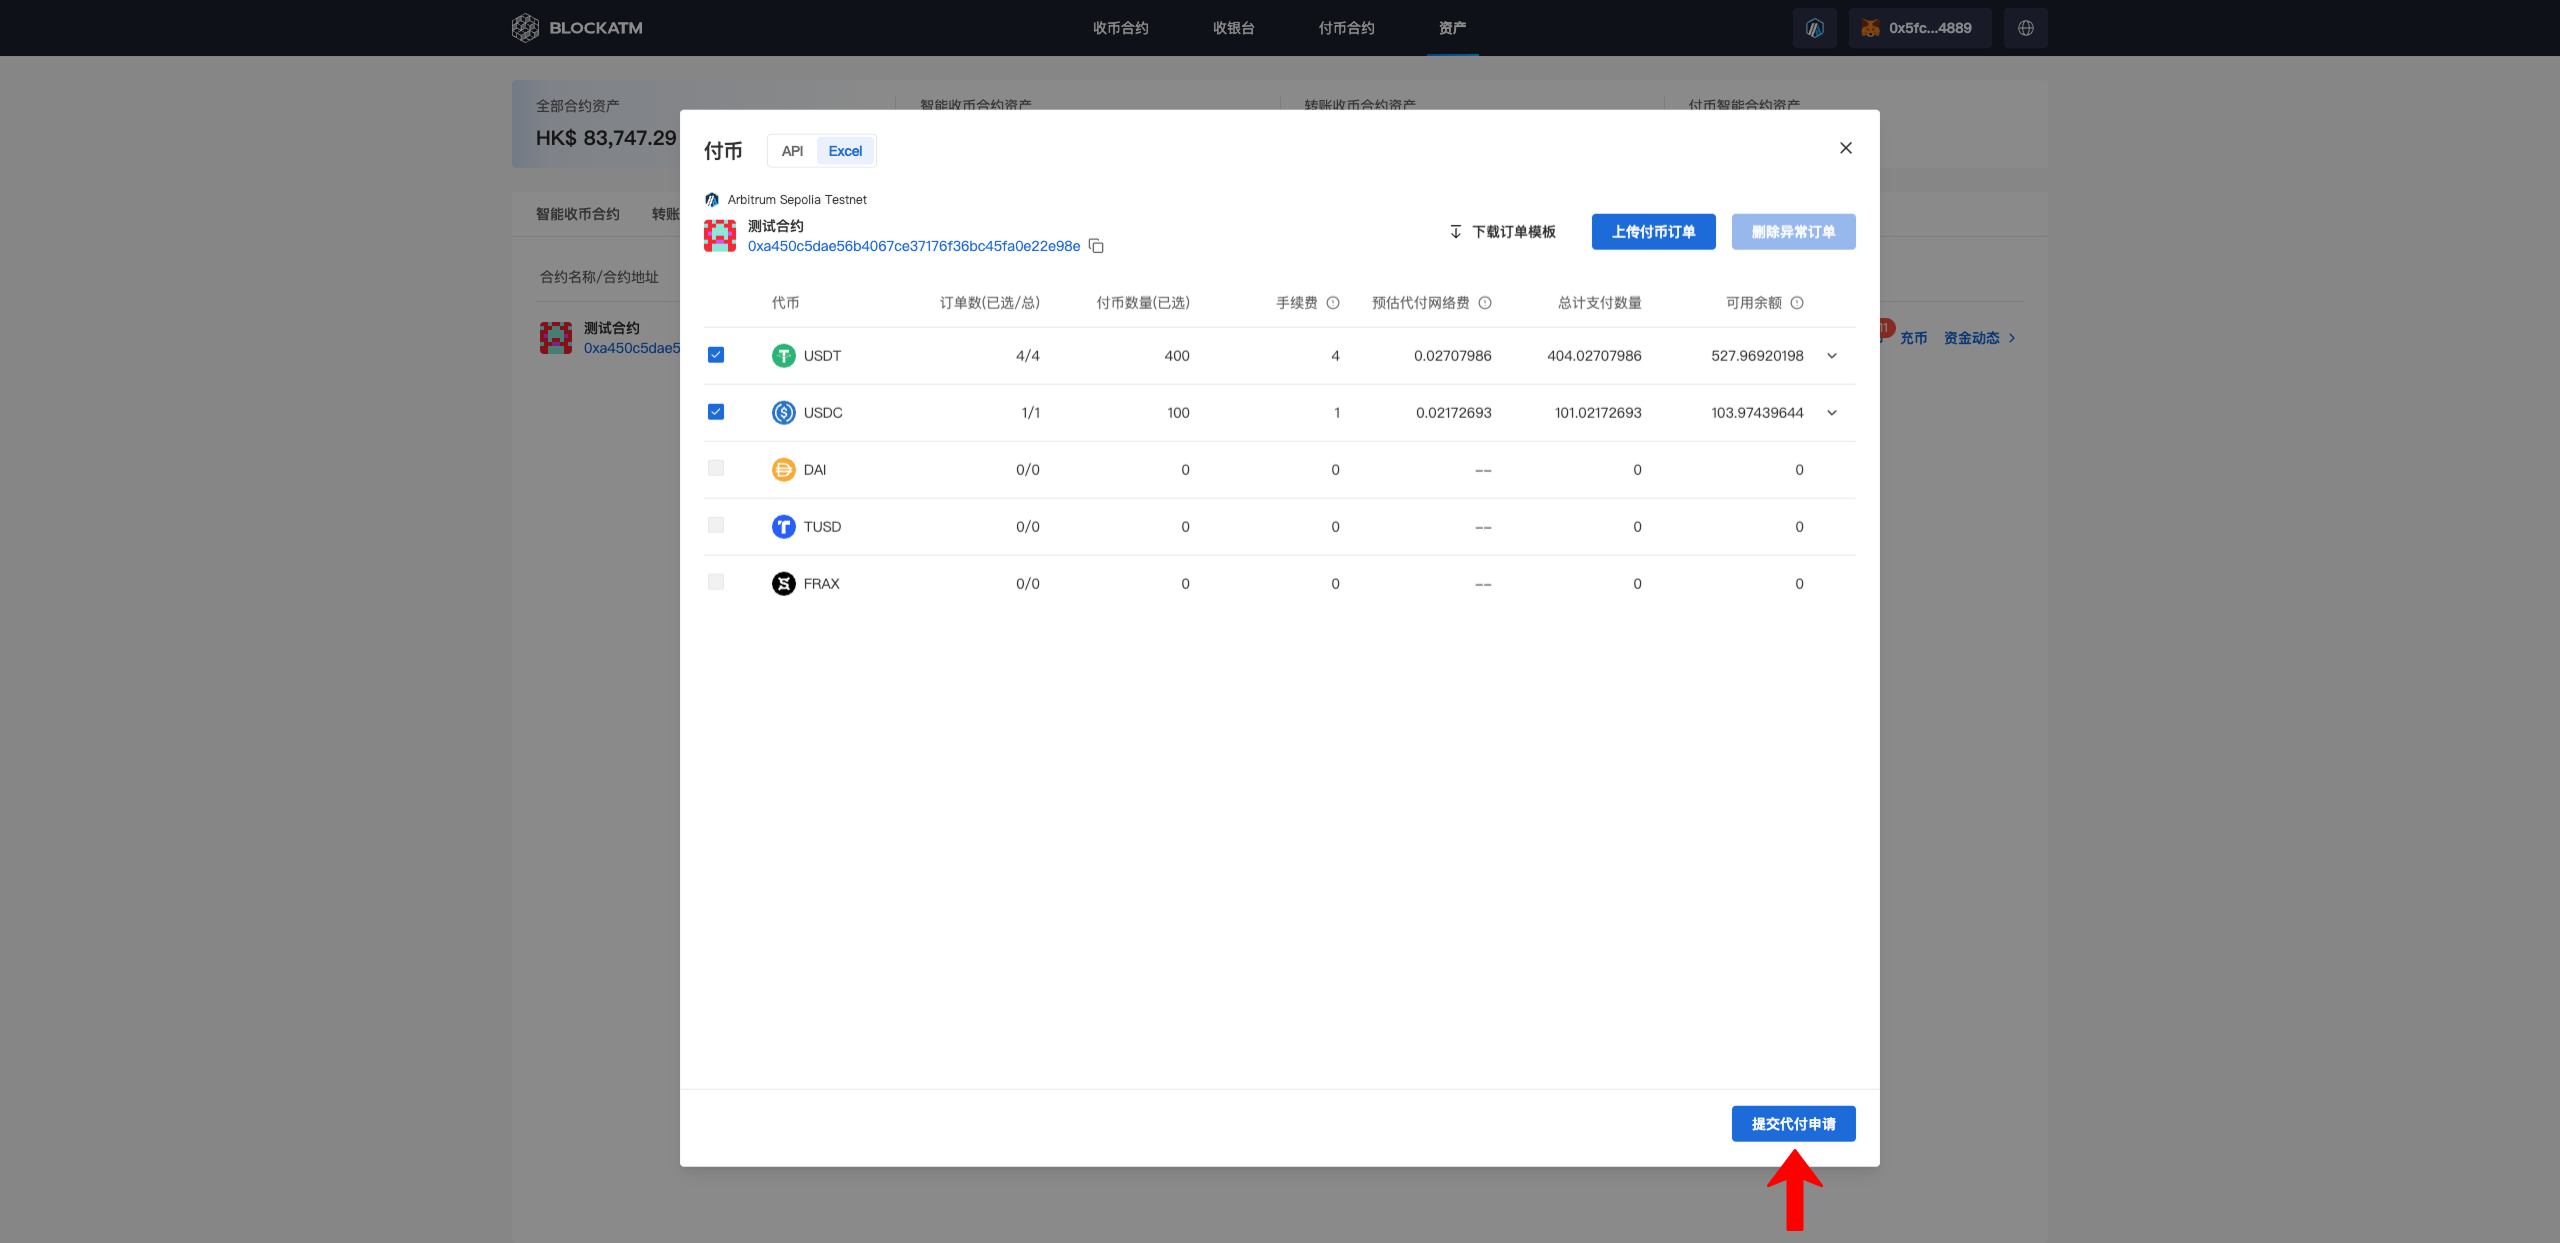 BLOCKATM 收币合约 收银台 付币合约 资产 0x5fc...4889
全部合约资产 智能收币合约资产 转账收币合约资产 付币智能合约资产
HK$ 83,747.29
付币 API Excel
Arbitrum Sepolia Testnet
测试合约
0xa450c5dae56b4067ce37176f36bc45fa0e22e98e
下载订单模板 上传付币订单 删除异常订单
智能收币合约 转账
合约名称/合约地址
测试合约
0xa450c5dae5
11
充币 资金动态
代币 订单数(已选/总) 付币数量(已选) 手续费 预估代付网络费 总计支付数量 可用余额
USDT 4/4 400 4 0.02707986 404.02707986 527.96920198
USDC 1/1 100 1 0.02172693 101.02172693 103.97439644
DAI 0/0 0 0 -- 0 0
TUSD 0/0 0 0 -- 0 0
FRAX 0/0 0 0 -- 0 0
提交代付申请